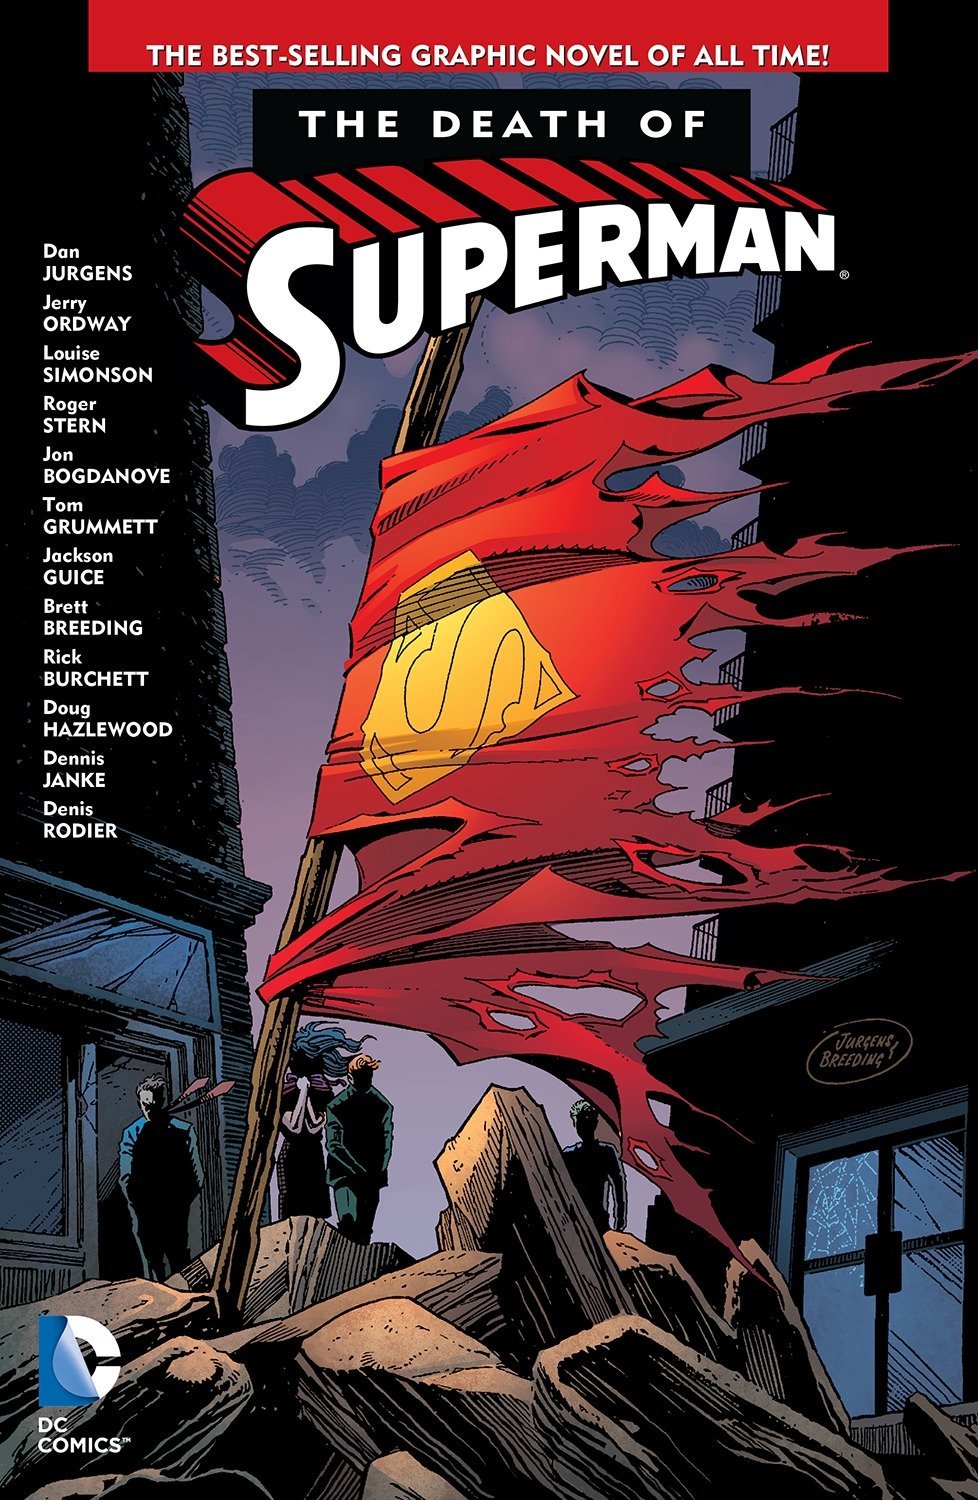 THE BEST-SELLING GRAPHIC NOVEL OF ALL TIME!
THE DEATH OF
SUPERMAN®
Dan
JURGENS
Jerry
ORDWAY
Louise
SIMONSON
Roger
STERN
Jon
BOGDANOVE
Tom
GRUMMETT
Jackson
GUICE
Brett
BREEDING
Rick
BURCHETT
Doug
HAZLEWOOD
Dennis
JANKE
Denis
RODIER
S
JURGENS
BREEDING!
DC
DC
COMICS™